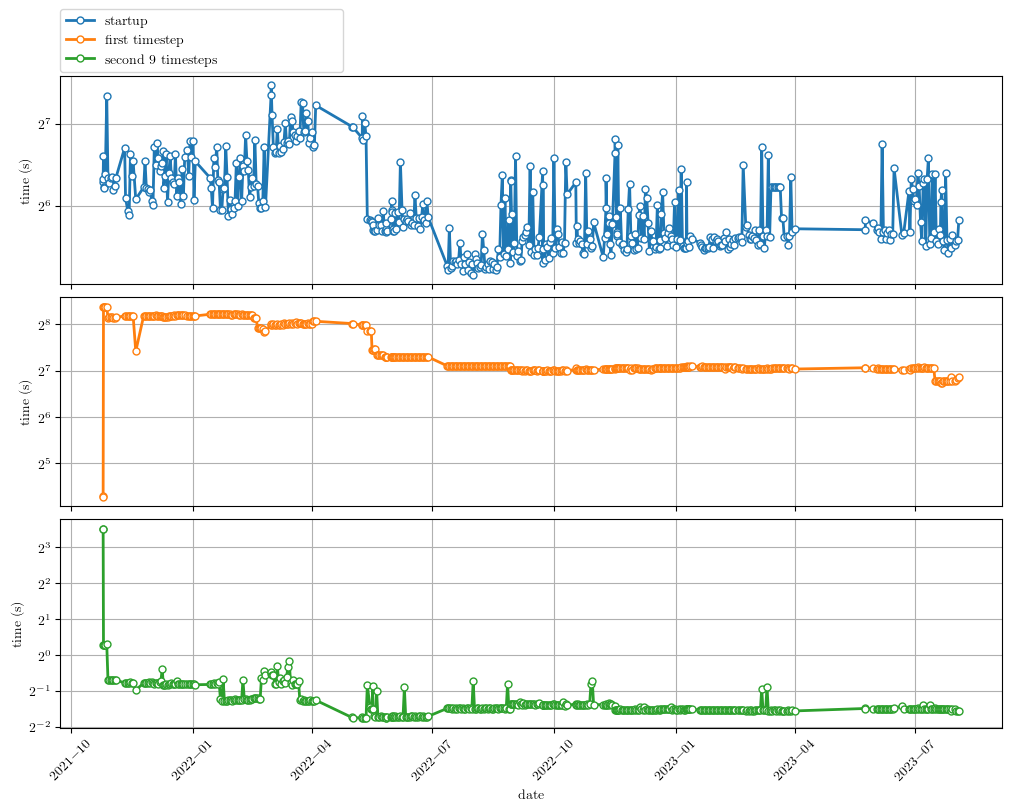 startup
first timestep
second 9 timesteps
2^7
2^6
time (s)
2^8
2^7
2^6
2^5
time (s)
2^3
2^2
2^1
2^0
2^−1
2^−2
time (s)
2021−10
2022−01
2022−04
2022−07
2022−10
2023−01
2023−04
2023−07
date